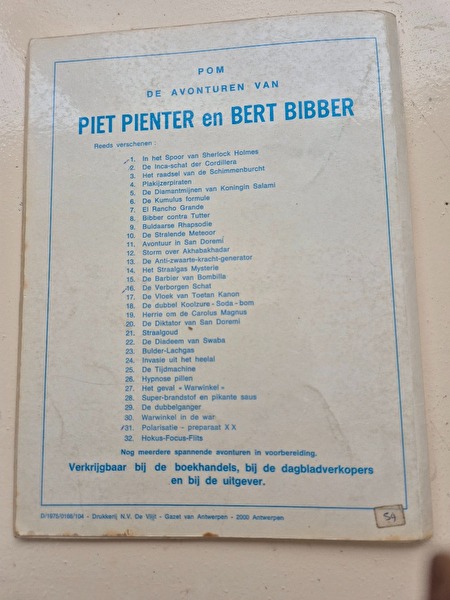 POM
DE AVONTUREN VAN
PIET PIENTER en BERT BIBBER
Reeds verschenen :
1. In het Spoor van Sherlock Holmes
2. De Inca-schat der Cordillera
3. Het raadsel van de Schimmenburcht
4. Plakijzerpiraten
5. De Diamantmijnen van Koningin Salami
6. De Kumulus formule
7. El Rancho Grande
8. Bibber contra Tutter
9. Buldaarse Rhapsodie
10. De Stralende Meteoor
11. Avontuur in San Doremi
12. Storm over Akhabakhadar
13. De Anti-zwaarte-kracht-generator
14. Het Straalgas Mysterie
15. De Barbier van Bombilla
16. De Verborgen Schat
17. De Vloek van Toetan Kanon
18. De dubbel Koolzure - Soda - bom
19. Herrie om de Carolus Magnus
20. De Diktator van San Doremi
21. Straalgoud
22. De Diadeem van Swaba
23. Bulder-Lachgas
24. Invasie uit het heelal
25. De Tijdmachine
26. Hypnose pillen
27. Het geval « Warwinkel »
28. Super-brandstof en pikante saus
29. De dubbelganger
30. Warwinkel in de war
31. Polarisatie - preparaat X X
32. Hokus-Focus-Flits
Nog meerdere spannende avonturen in voorbereiding.
Verkrijgbaar bij de boekhandels, bij de dagbladverkopers
en bij de uitgever.
D/1975/0188/104 - Drukkerij N.V. De Vlijt - Gazet van Antwerpen - 2000 Antwerpen